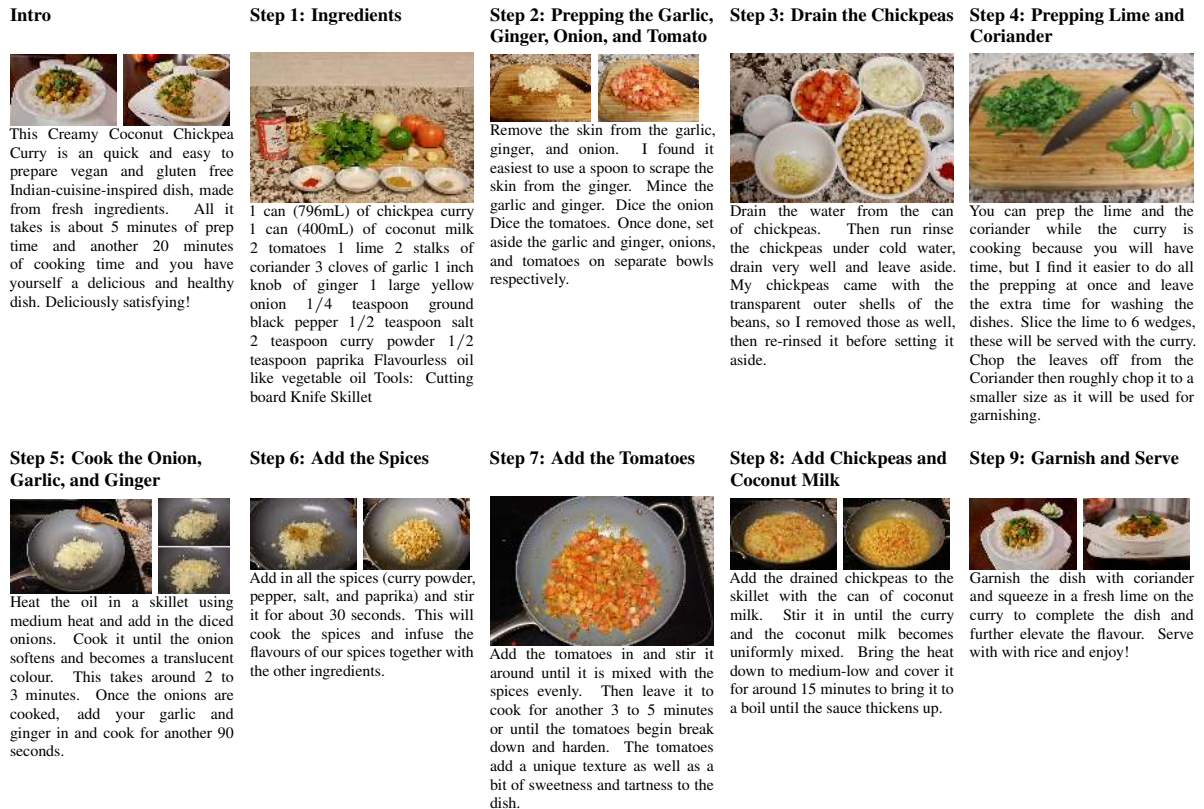 Intro
This Creamy Coconut Chickpea
Curry is an quick and easy to
prepare vegan and gluten free
Indian-cuisine-inspired dish, made
from fresh ingredients. All it
takes is about 5 minutes of prep
time and another 20 minutes
of cooking time and you have
yourself a delicious and healthy
dish. Deliciously satisfying!
Step 1: Ingredients
1 can (796mL) of chickpea curry
1 can (400mL) of coconut milk
2 tomatoes 1 lime 2 stalks of
coriander 3 cloves of garlic 1 inch
knob of ginger 1 large yellow
onion 1/4 teaspoon ground
black pepper 1/2 teaspoon salt
2 teaspoon curry powder 1/2
teaspoon paprika Flavourless oil
like vegetable oil Tools: Cutting
board Knife Skillet
Step 2: Prepping the Garlic,
Ginger, Onion, and Tomato
Remove the skin from the garlic,
ginger, and onion. I found it
easiest to use a spoon to scrape the
skin from the ginger. Mince the
garlic and ginger. Dice the onion
Dice the tomatoes. Once done, set
aside the garlic and ginger, onions,
and tomatoes on separate bowls
respectively.
Step 3: Drain the Chickpeas
Drain the water from the can
of chickpeas. Then run rinse
the chickpeas under cold water,
drain very well and leave aside.
My chickpeas came with the
transparent outer shells of the
beans, so I removed those as well,
then re-rinsed it before setting it
aside.
Step 4: Prepping Lime and
Coriander
You can prep the lime and the
coriander while the curry is
cooking because you will have
time, but I find it easier to do all
the prepping at once and leave
the extra time for washing the
dishes. Slice the lime to 6 wedges,
these will be served with the curry.
Chop the leaves off from the
Coriander then roughly chop it to a
smaller size as it will be used for
garnishing.
Step 5: Cook the Onion,
Garlic, and Ginger
Heat the oil in a skillet using
medium heat and add in the diced
onions. Cook it until the onion
softens and becomes a translucent
colour. This takes around 2 to
3 minutes. Once the onions are
cooked, add your garlic and
ginger in and cook for another 90
seconds.
Step 6: Add the Spices
Add in all the spices (curry powder,
pepper, salt, and paprika) and stir
it for about 30 seconds. This will
cook the spices and infuse the
flavours of our spices together with
the other ingredients.
Step 7: Add the Tomatoes
Add the tomatoes in and stir it
around until it is mixed with the
spices evenly. Then leave it to
cook for another 3 to 5 minutes
or until the tomatoes begin break
down and harden. The tomatoes
add a unique texture as well as a
bit of sweetness and tartness to the
dish.
Step 8: Add Chickpeas and
Coconut Milk
Add the drained chickpeas to the
skillet with the can of coconut
milk. Stir it in until the curry
and the coconut milk becomes
uniformly mixed. Bring the heat
down to medium-low and cover it
for around 15 minutes to bring it to
a boil until the sauce thickens up.
Step 9: Garnish and Serve
Garnish the dish with coriander
and squeeze in a fresh lime on the
curry to complete the dish and
further elevate the flavour. Serve
with with rice and enjoy!